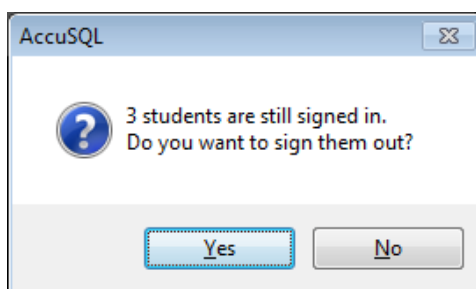 AccuSQL
3 students are still signed in.
Do you want to sign them out?
Yes
No